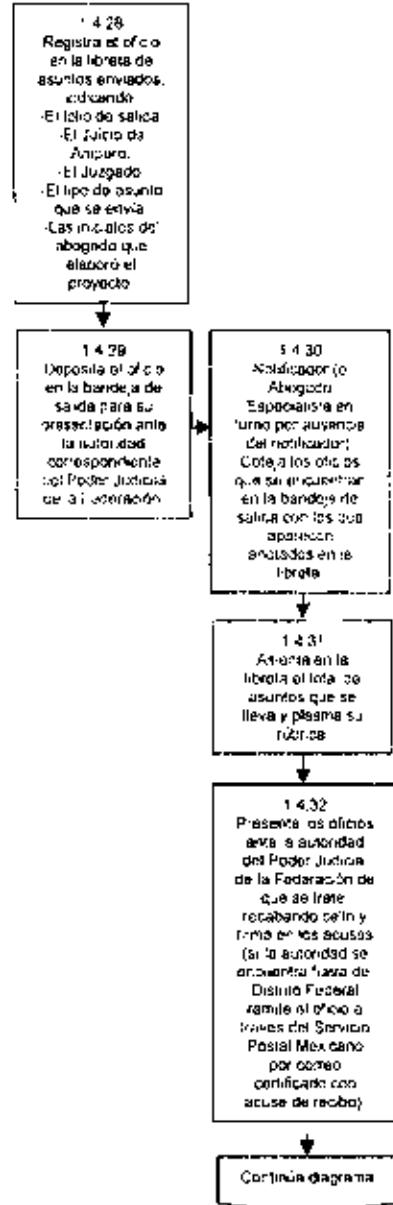 1.4.28
Registra el oficio
en la libreta de
asuntos enviados,
indicando
-El folio de salida
-El Juicio de
Amparo.
-El Juzgado
-El tipo de asunto
que se envía
-Las iniciales del
abogado que
elaboró el
proyecto
1.4.29
Deposita el oficio
en la bandeja de
salida para su
presentación ante
la autoridad
correspondiente
del Poder Judicial
de la Federación.
1.4.30
Notificador (o
Abogado
Especialista en
turno por ausencia
del notificador)
Coteja los oficios
que se encuentran
en la bandeja de
salida con los que
aparecen
anotados en la
libreta
1.4.31
Asienta en la
libreta el total de
asuntos que se
lleva y plasma su
rúbrica
1.4.32
Presenta los oficios
ante la autoridad
del Poder Judicial
de la Federación de
que se trate
recabando sello y
firma en los acuses
(si la autoridad se
encuentra fuera de
Distrito Federal
remite el oficio a
través del Servicio
Postal Mexicano
por correo
certificado con
acuse de recibo)
Continúa diagrama